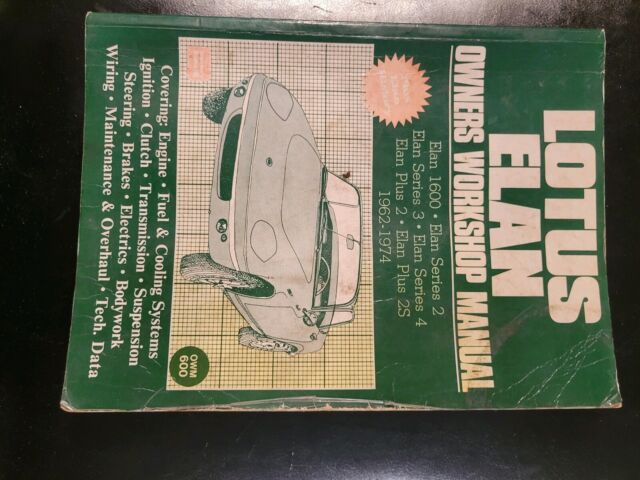 LOTUS
ELAN
OWNERS WORKSHOP MANUAL
Elan 1600 • Elan Series 2
Elan Series 3 • Elan Series 4
Elan Plus 2 • Elan Plus 2S
1962-1974
OWM
600
Covering: Engine • Fuel & Cooling Systems
Ignition • Clutch • Transmission • Suspension
Steering • Brakes • Electrics • Bodywork
Wiring • Maintenance & Overhaul • Tech. Data